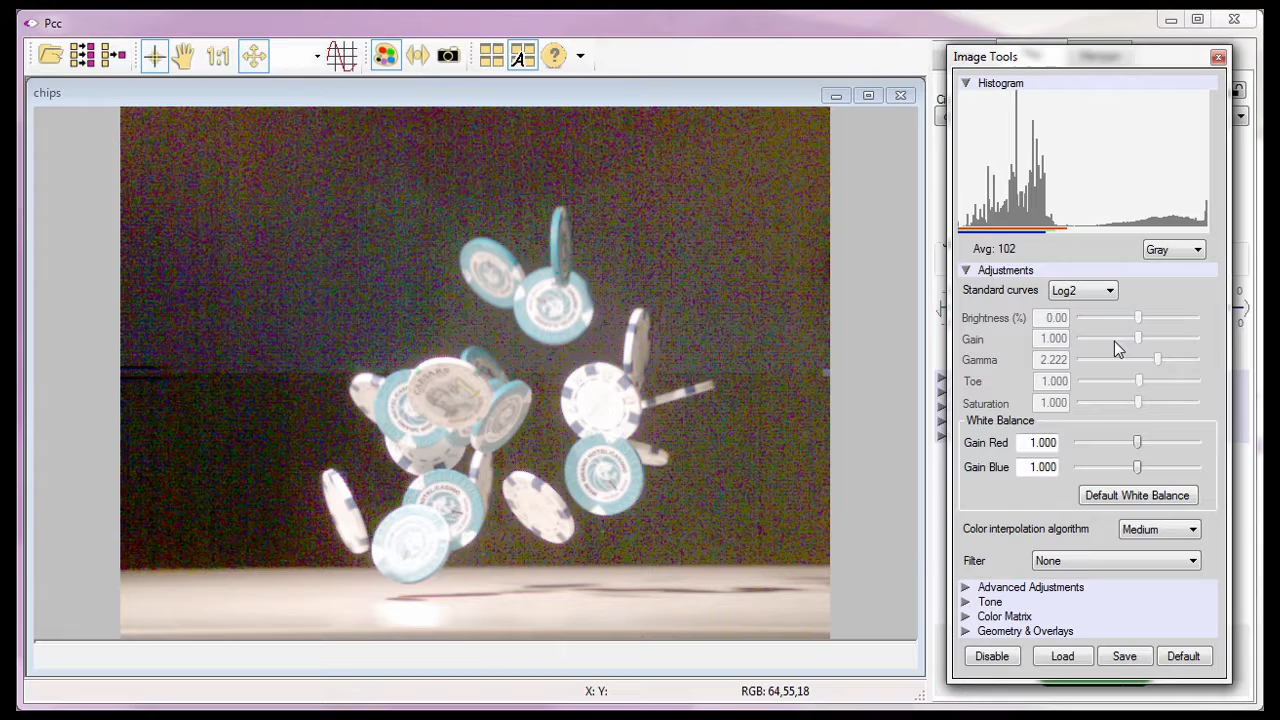 Pcc
1:1
A
?
Image Tools
chips
Histogram
Avg: 102
Gray
Adjustments
Standard curves
Log2
Brightness (%)
0.00
Gain
1.000
Gamma
2.222
Toe
1.000
Saturation
1.000
White Balance
Gain Red
1.000
Gain Blue
1.000
Default White Balance
Color interpolation algorithm
Medium
Filter
None
Advanced Adjustments
Tone
Color Matrix
Geometry & Overlays
Disable
Load
Save
Default
X: Y:
RGB: 64,55,18